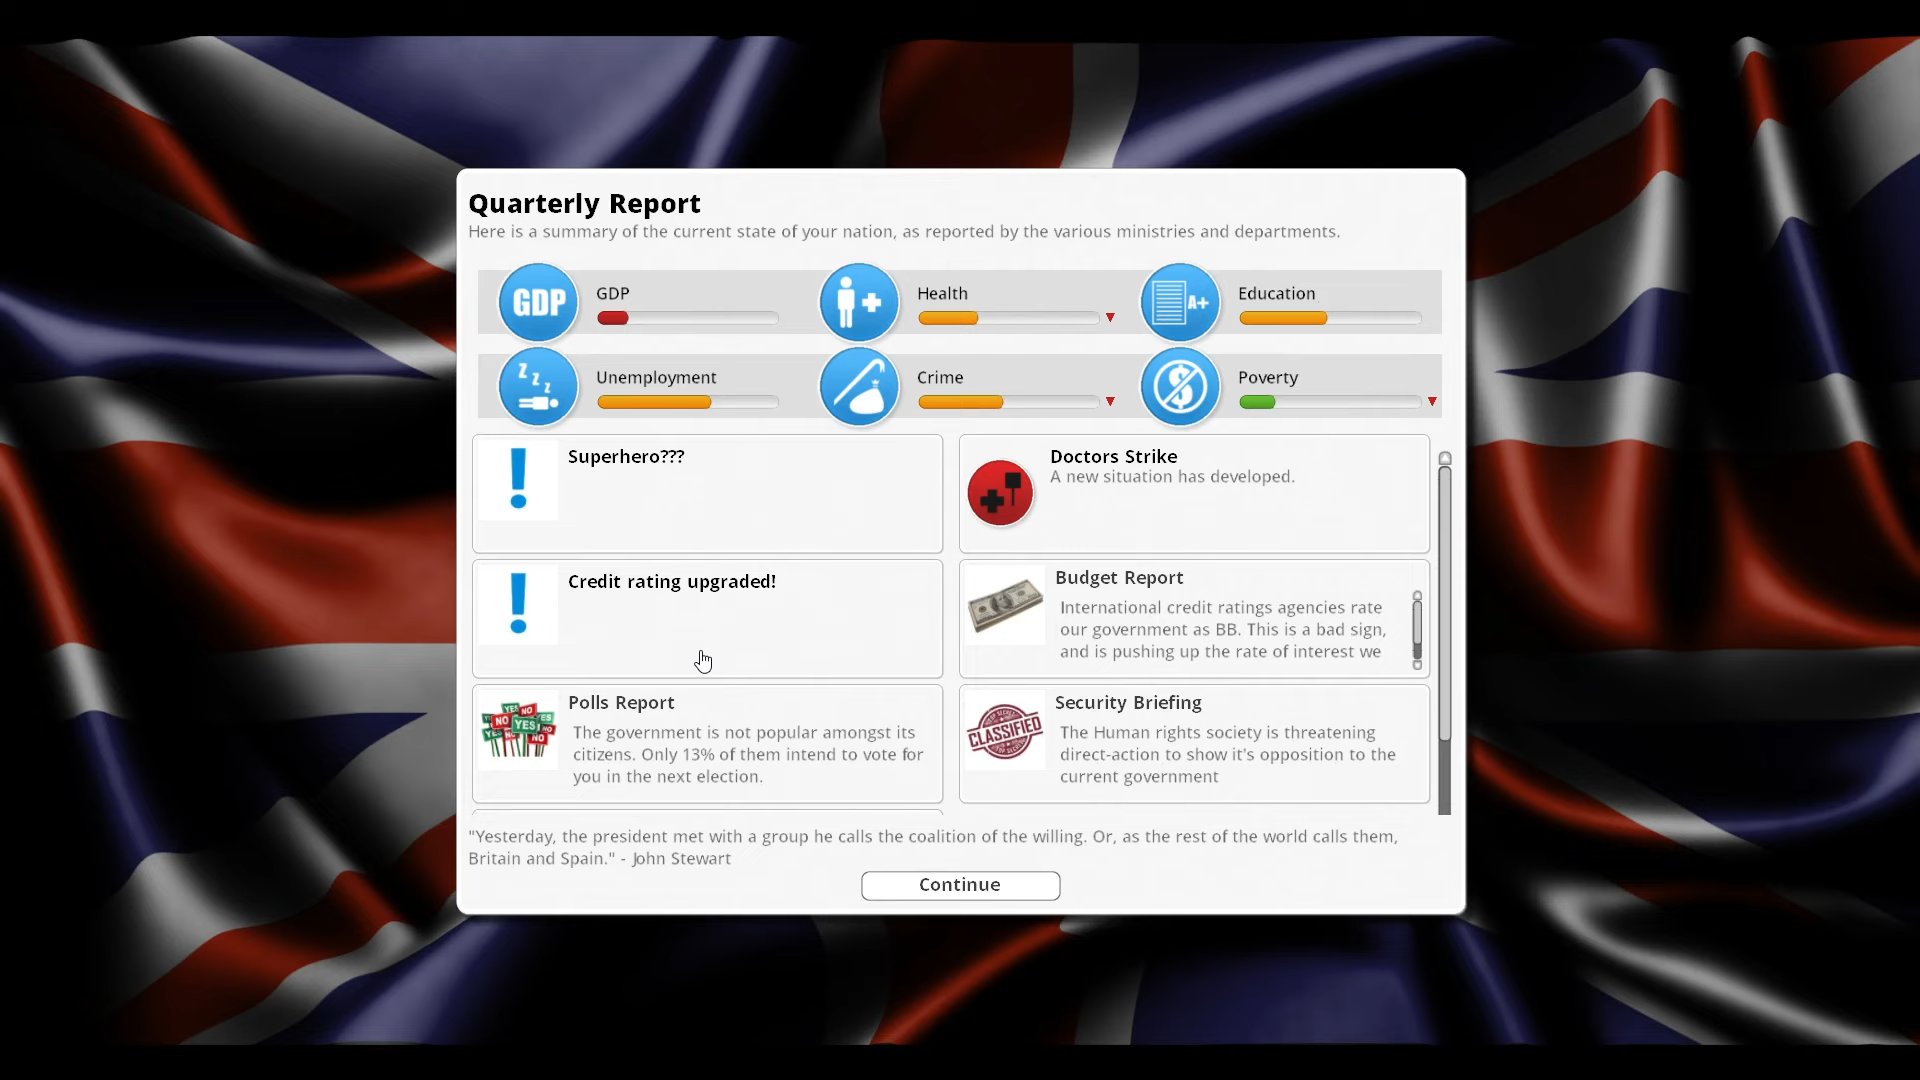 Quarterly Report
Here is a summary of the current state of your nation, as reported by the various ministries and departments.
GDP
GDP
Health
A+
Education
Z Z Z
Unemployment
Crime
$
Poverty
Superhero???
Doctors Strike
A new situation has developed.
Credit rating upgraded!
Budget Report
International credit ratings agencies rate
our government as BB. This is a bad sign,
and is pushing up the rate of interest we
Polls Report
The government is not popular amongst its
citizens. Only 13% of them intend to vote for
you in the next election.
YES NO YES NO YES NO
Security Briefing
The Human rights society is threatening
direct-action to show it's opposition to the
current government
CLASSIFIED
"Yesterday, the president met with a group he calls the coalition of the willing. Or, as the rest of the world calls them,
Britain and Spain." - John Stewart
Continue